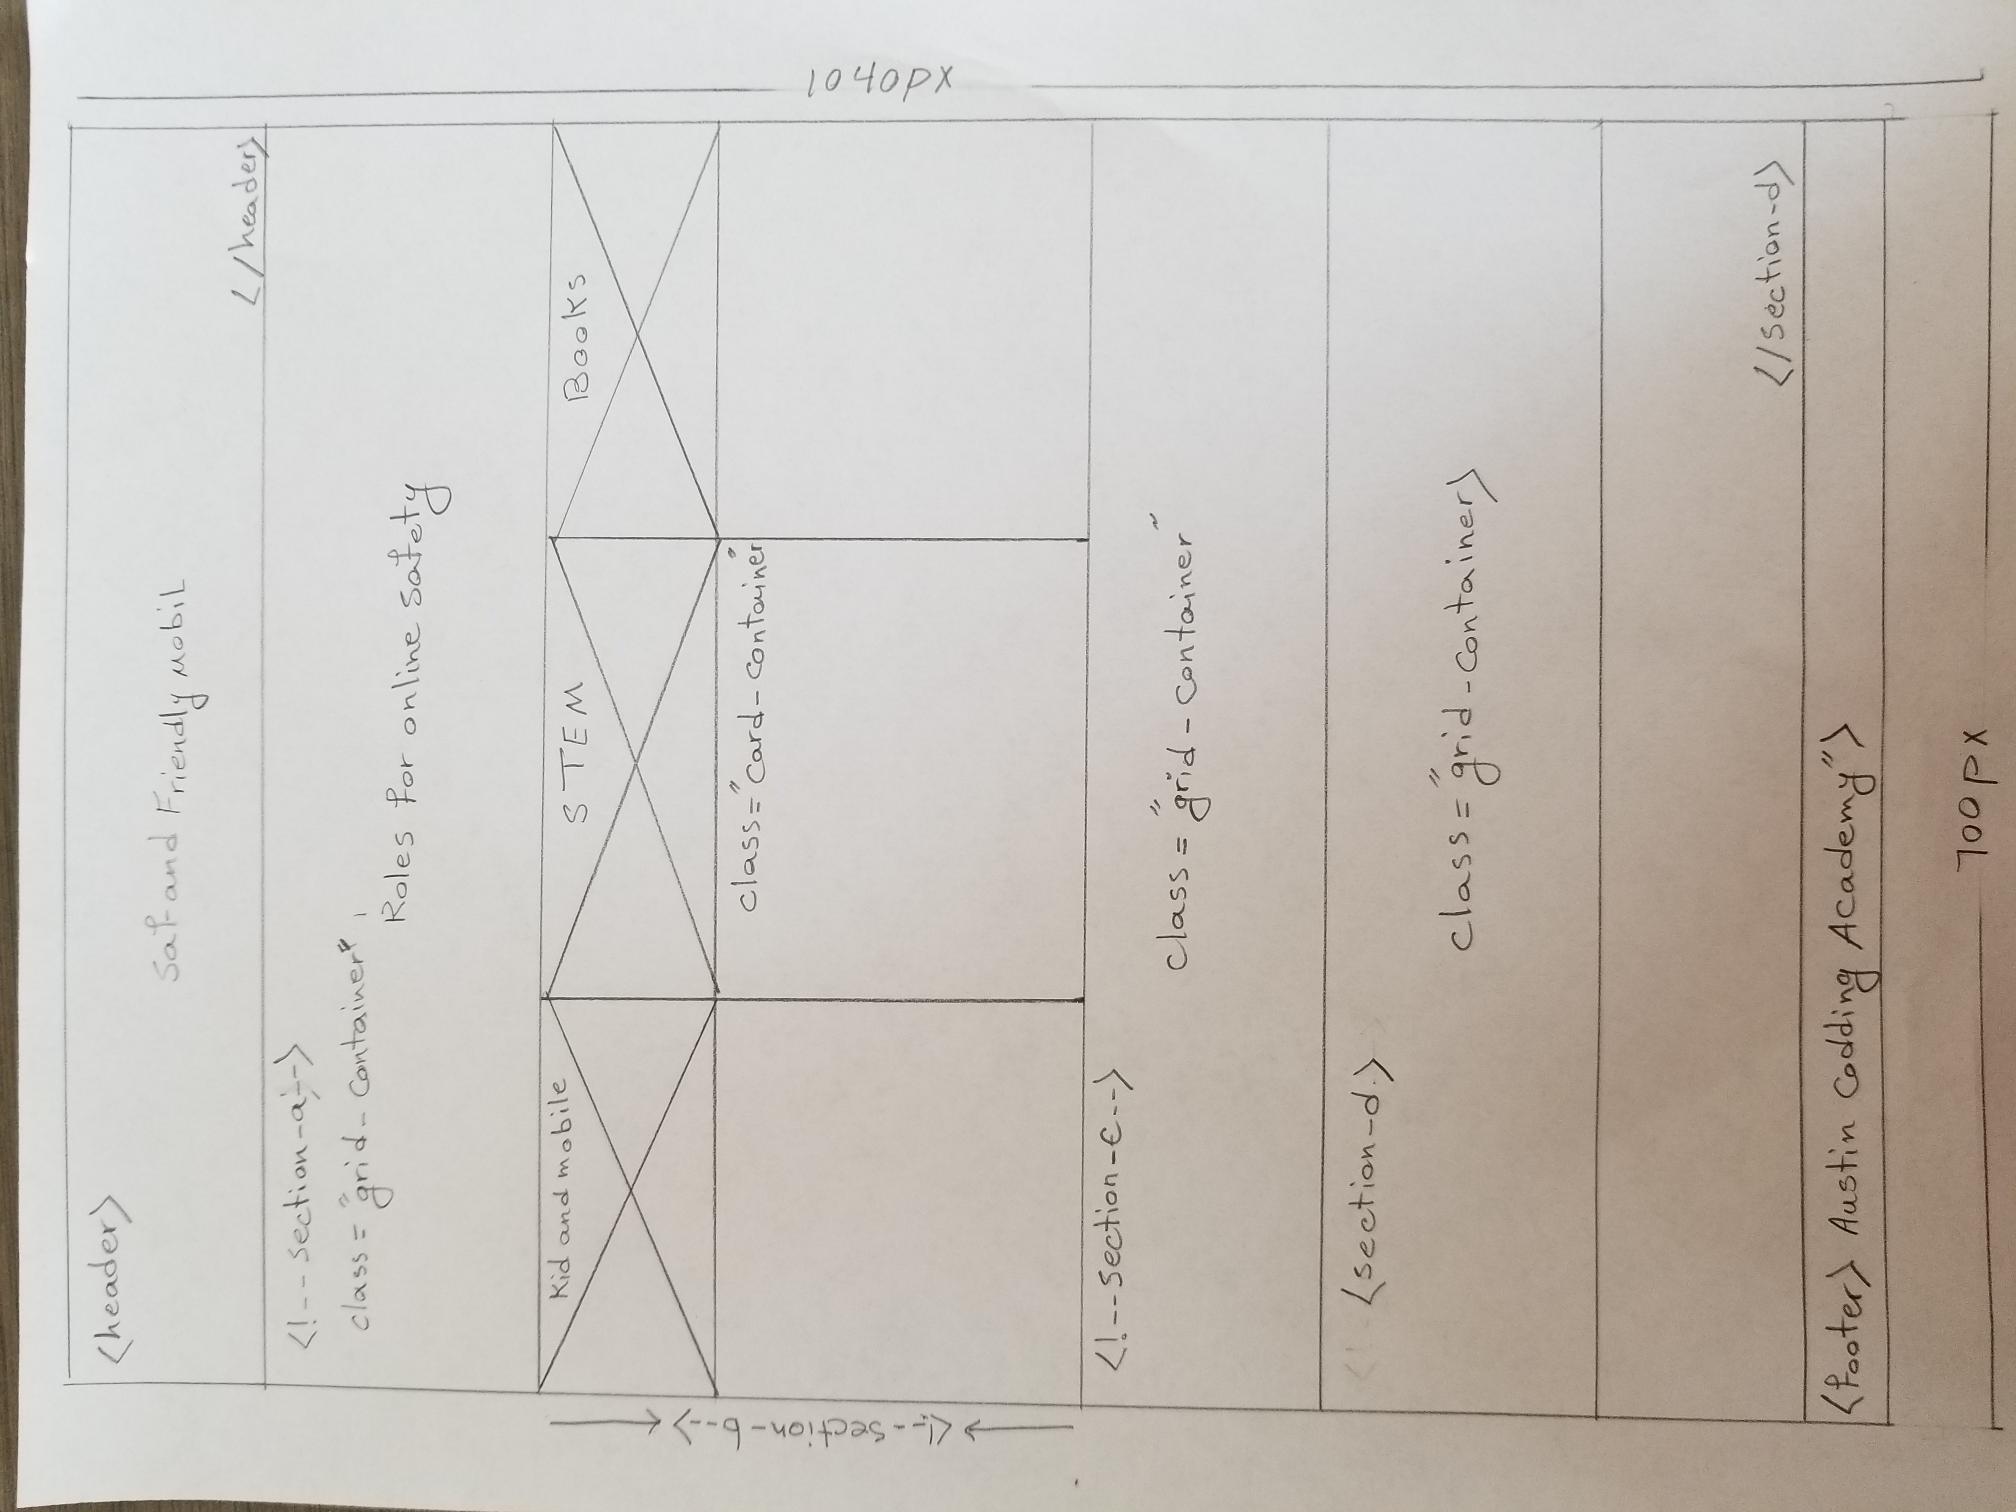 <header>
Saf and Friendly Mobil
</header>
<!-- section-a -->
class = "grid-container"
Roles for online safety
Kid and mobile
STEM
Books
<!--section-b-->
class="card-container"
1040px
<!--section-c-->
class = "grid-container"
<section-d>
class = "grid-container>
</section-d>
<footer> Austin Codding Academy">
700px